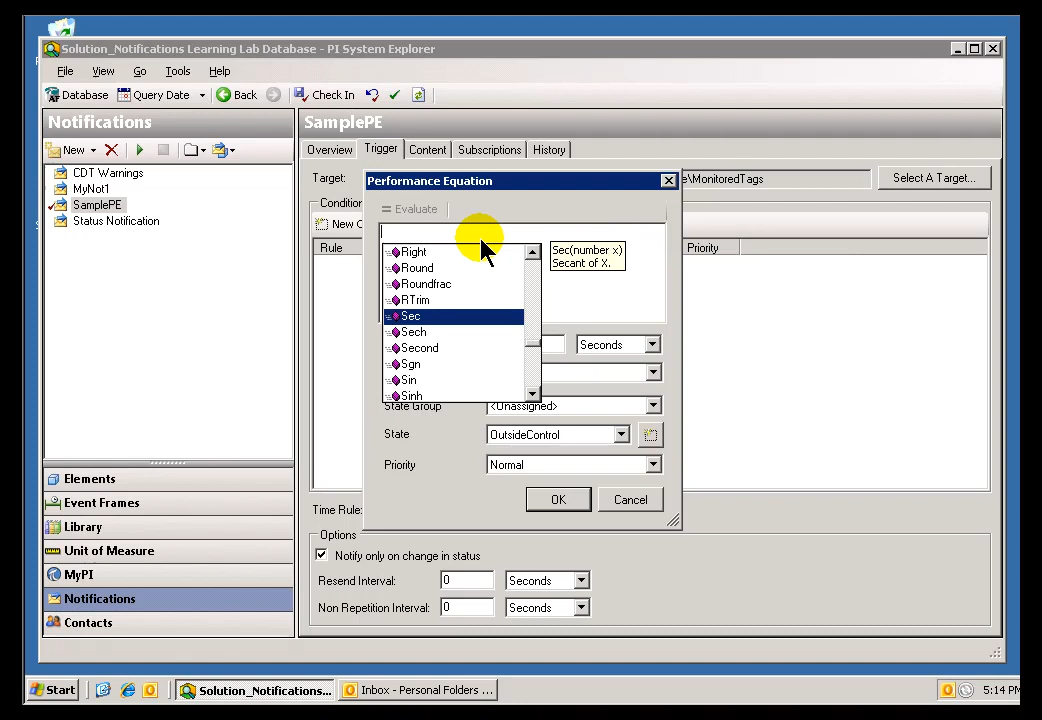 Solution_Notifications Learning Lab Database - PI System Explorer
File View Go Tools Help
Database Query Date Back Check In
Notifications
SamplePE
New
Overview Trigger Content Subscriptions History
CDT Warnings
MyNot1
SamplePE
Status Notification
Target:
e\MonitoredTags
Select A Target...
Performance Equation
Condition
Evaluate
New C
Rule
Priority
Right
Round
Roundfrac
RTrim
Sec
Sech
Second
Sgn
Sin
Sinh
Sec(number x)
Secant of X.
Seconds
State Group
<Unassigned>
State
OutsideControl
Priority
Normal
OK
Cancel
Time Rule:
Options
Notify only on change in status
Resend Interval:
0
Seconds
Non Repetition Interval:
0
Seconds
Elements
Event Frames
Library
Unit of Measure
MyPI
Notifications
Contacts
Start
Solution_Notifications...
Inbox - Personal Folders ...
5:14 PM